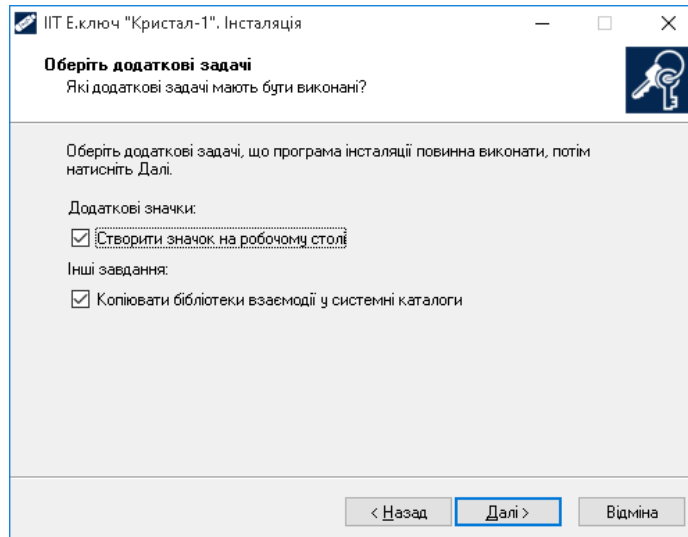 ІІТ Е.ключ "Кристал-1". Інсталяція
Оберіть додаткові задачі
Які додаткові задачі мають бути виконані?
Оберіть додаткові задачі, що програма інсталяції повинна виконати, потім
натисніть Далі.
Додаткові значки:
Створити значок на робочому столі
Інші завдання:
Копіювати бібліотеки взаємодії у системні каталоги
< Назад
Далі >
Відміна